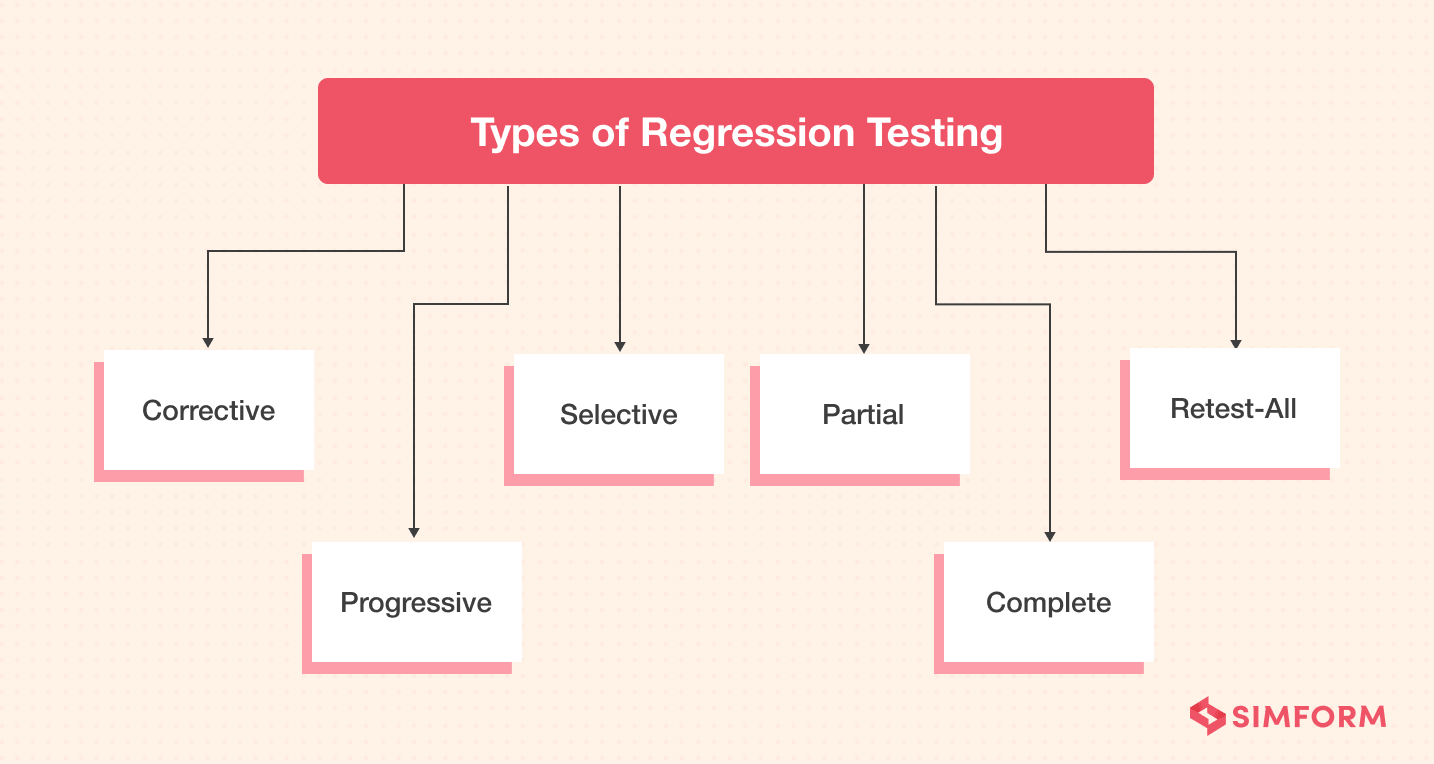 Types of Regression Testing
Corrective
Selective
Partial
Retest-All
Progressive
Complete
SIMFORM